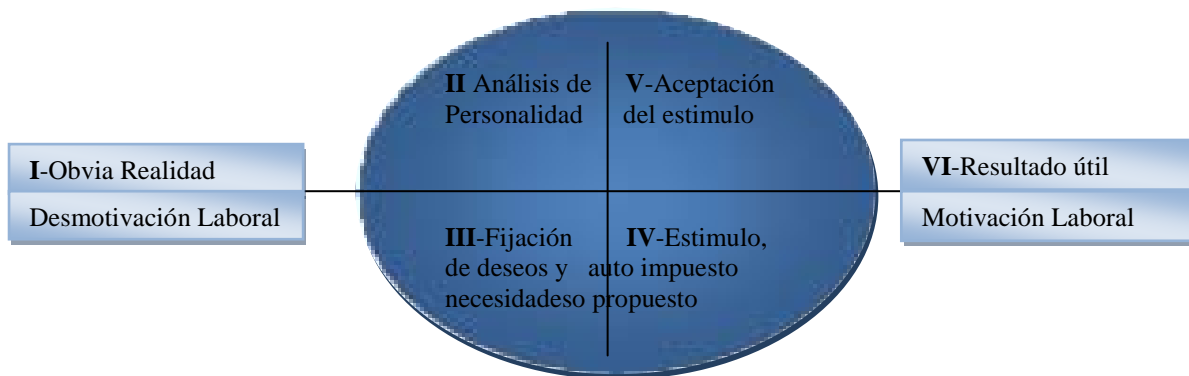 I-Obvia Realidad
Desmotivación Laboral
II Análisis de
Personalidad
III-Fijación
de deseos y
necesidades
IV-Estimulo,
auto impuesto
o propuesto
V-Aceptación
del estimulo
VI-Resultado útil
Motivación Laboral